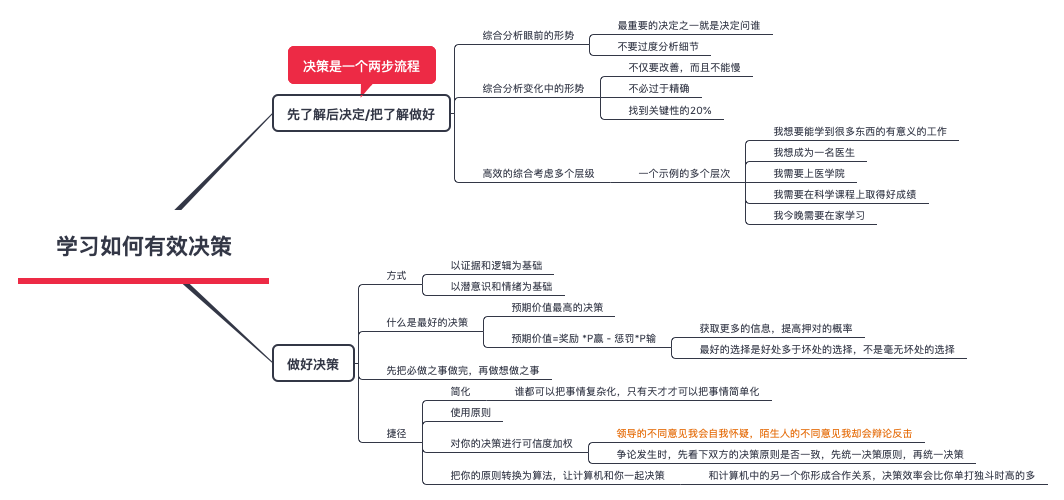 学习如何有效决策
决策是一个两步流程
先了解后决定/把了解做好
综合分析眼前的形势
最重要的决定之一就是决定问谁
不要过度分析细节
综合分析变化中的形势
不仅要改善，而且不能慢
不必过于精确
找到关键性的20%
高效的综合考虑多个层级
一个示例的多个层次
我想要能学到很多东西的有意义的工作
我想成为一名医生
我需要上医学院
我需要在科学课程上取得好成绩
我今晚需要在家学习
做好决策
方式
以证据和逻辑为基础
以潜意识和情绪为基础
什么是最好的决策
预期价值最高的决策
预期价值=奖励 *P赢 - 惩罚*P输
获取更多的信息，提高押对的概率
最好的选择是好处多于坏处的选择，不是毫无坏处的选择
先把必做之事做完，再做想做之事
捷径
简化
谁都可以把事情复杂化，只有天才才可以把事情简单化
使用原则
对你的决策进行可信度加权
领导的不同意见我会自我怀疑，陌生人的不同意见我却会辩论反击
争论发生时，先看下双方的决策原则是否一致，先统一决策原则，再统一决策
把你的原则转换为算法，让计算机和你一起决策
和计算机中的另一个你形成合作关系，决策效率会比你单打独斗时高的多